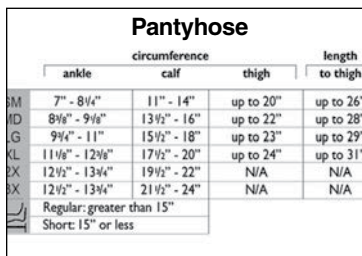 Pantyhose
circumference length
ankle calf thigh to thigh
SM 7" - 8¼" 11" - 14" up to 20" up to 26"
MD 8⅜" - 9⅛" 13½" - 16" up to 22" up to 28"
LG 9¾" - 11" 15½" - 18" up to 23" up to 29"
XL 11⅛" - 12⅜" 17½" - 20" up to 24" up to 31"
2X 12½" - 13¾" 19½" - 22" N/A N/A
3X 12½" - 13¾" 21½" - 24" N/A N/A
Regular: greater than 15"
Short: 15" or less